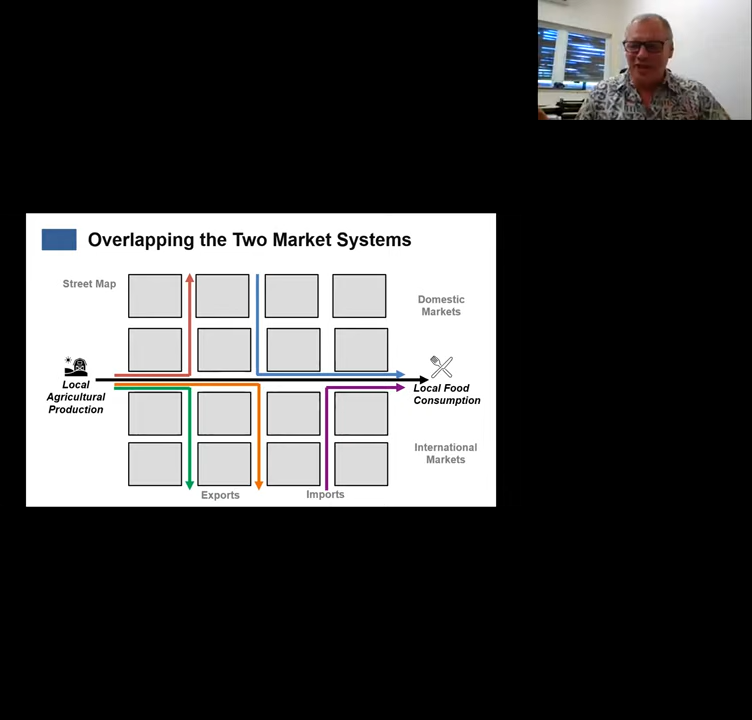 Overlapping the Two Market Systems
Street Map
Domestic
Markets
Local
Agricultural
Production
Local Food
Consumption
International
Markets
Exports
Imports